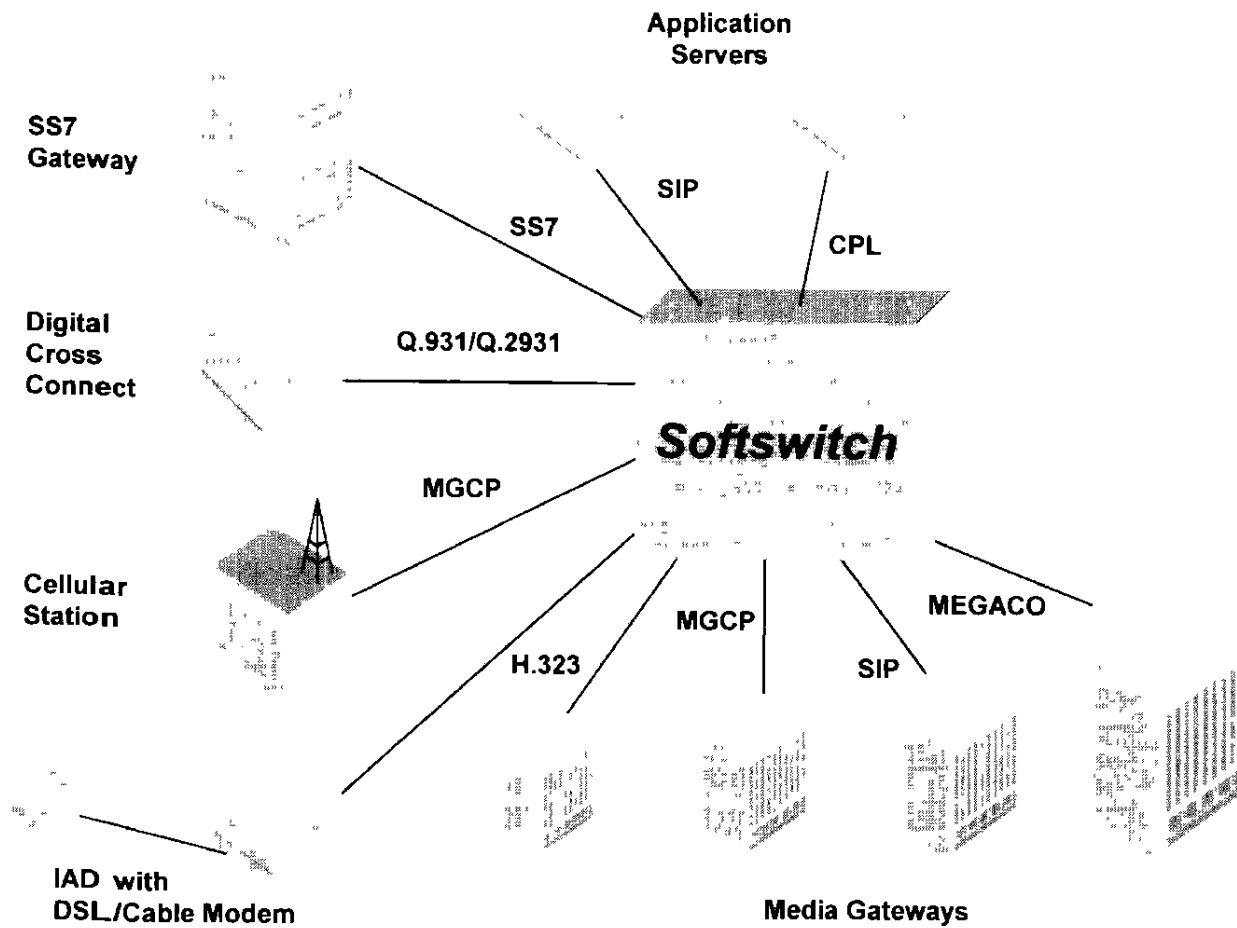 Application
Servers
SS7
Gateway
SIP
SS7
CPL
Digital
Cross
Connect
Q.931/Q.2931
Softswitch
MGCP
Cellular
Station
MEGACO
MGCP
H.323
SIP
IAD with
DSL/Cable Modem
Media Gateways